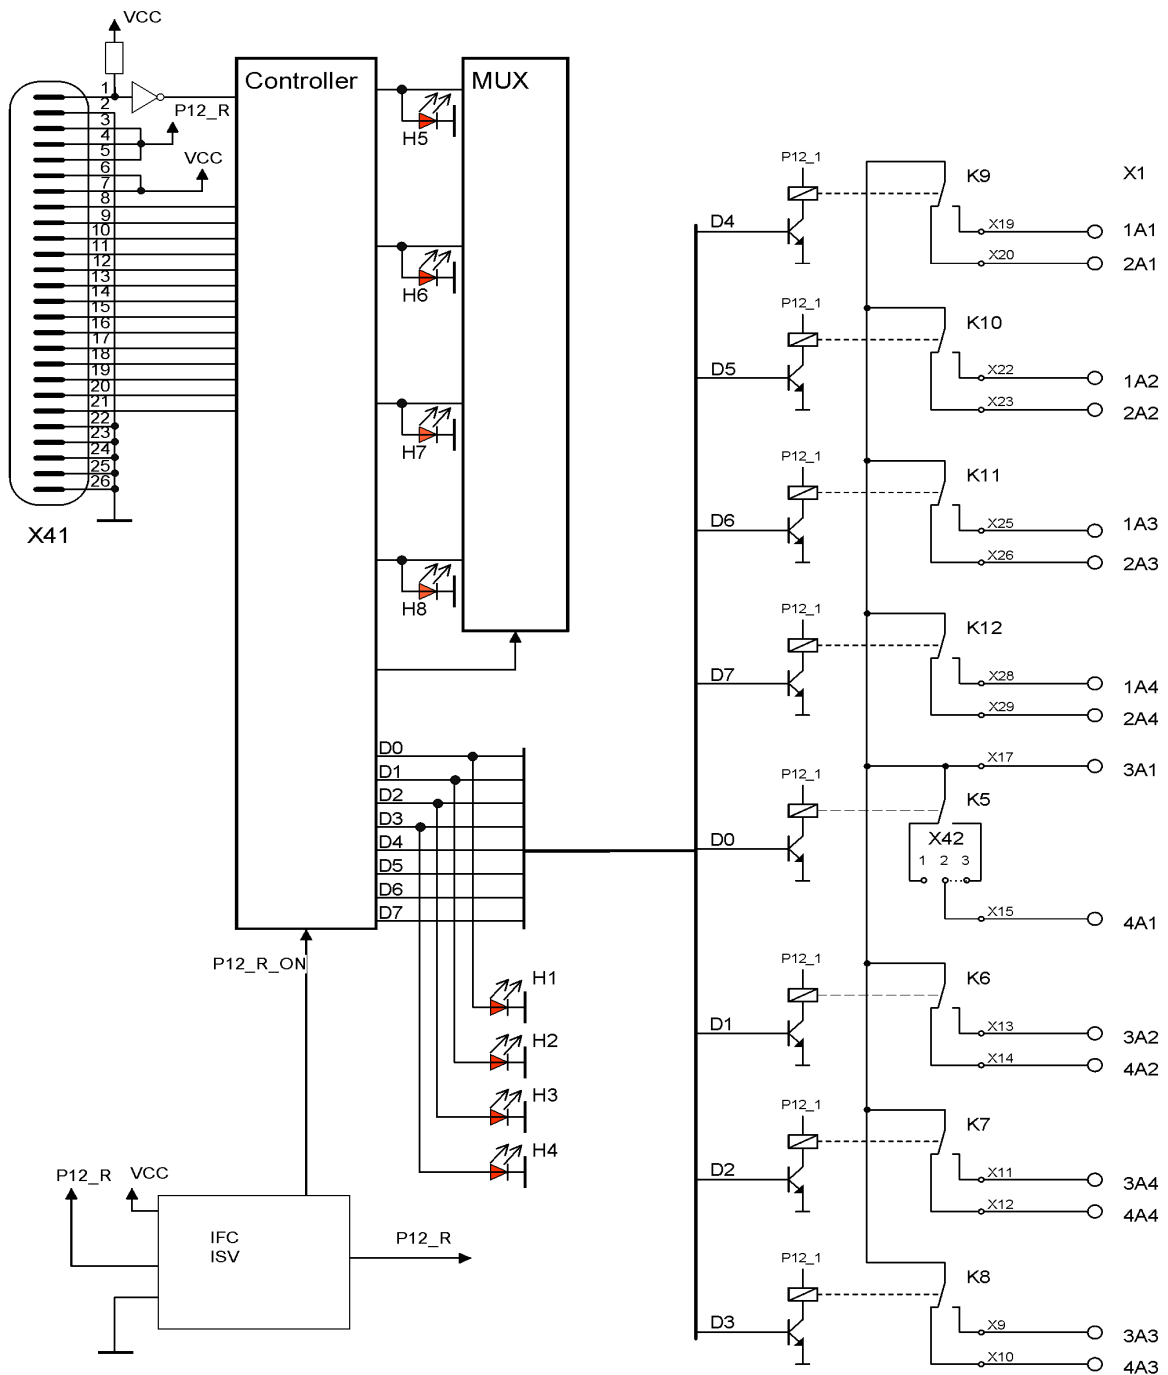 VCC
1
2
3
4
5
6
7
8
9
10
11
12
13
14
15
16
17
18
19
20
21
22
23
24
25
26
X41
P12_R
VCC
Controller
MUX
H5
H6
H7
H8
D0
D1
D2
D3
D4
D5
D6
D7
H1
H2
H3
H4
P12_R_ON
P12_R
VCC
IFC
ISV
P12_R
X1
P12_1
D4
K9
X19
1A1
X20
2A1
P12_1
D5
K10
X22
1A2
X23
2A2
P12_1
D6
K11
X25
1A3
X26
2A3
P12_1
D7
K12
X28
1A4
X29
2A4
X17
3A1
P12_1
D0
K5
X42
1 2 3
X15
4A1
P12_1
D1
K6
X13
3A2
X14
4A2
P12_1
D2
K7
X11
3A4
X12
4A4
P12_1
D3
K8
X9
3A3
X10
4A3